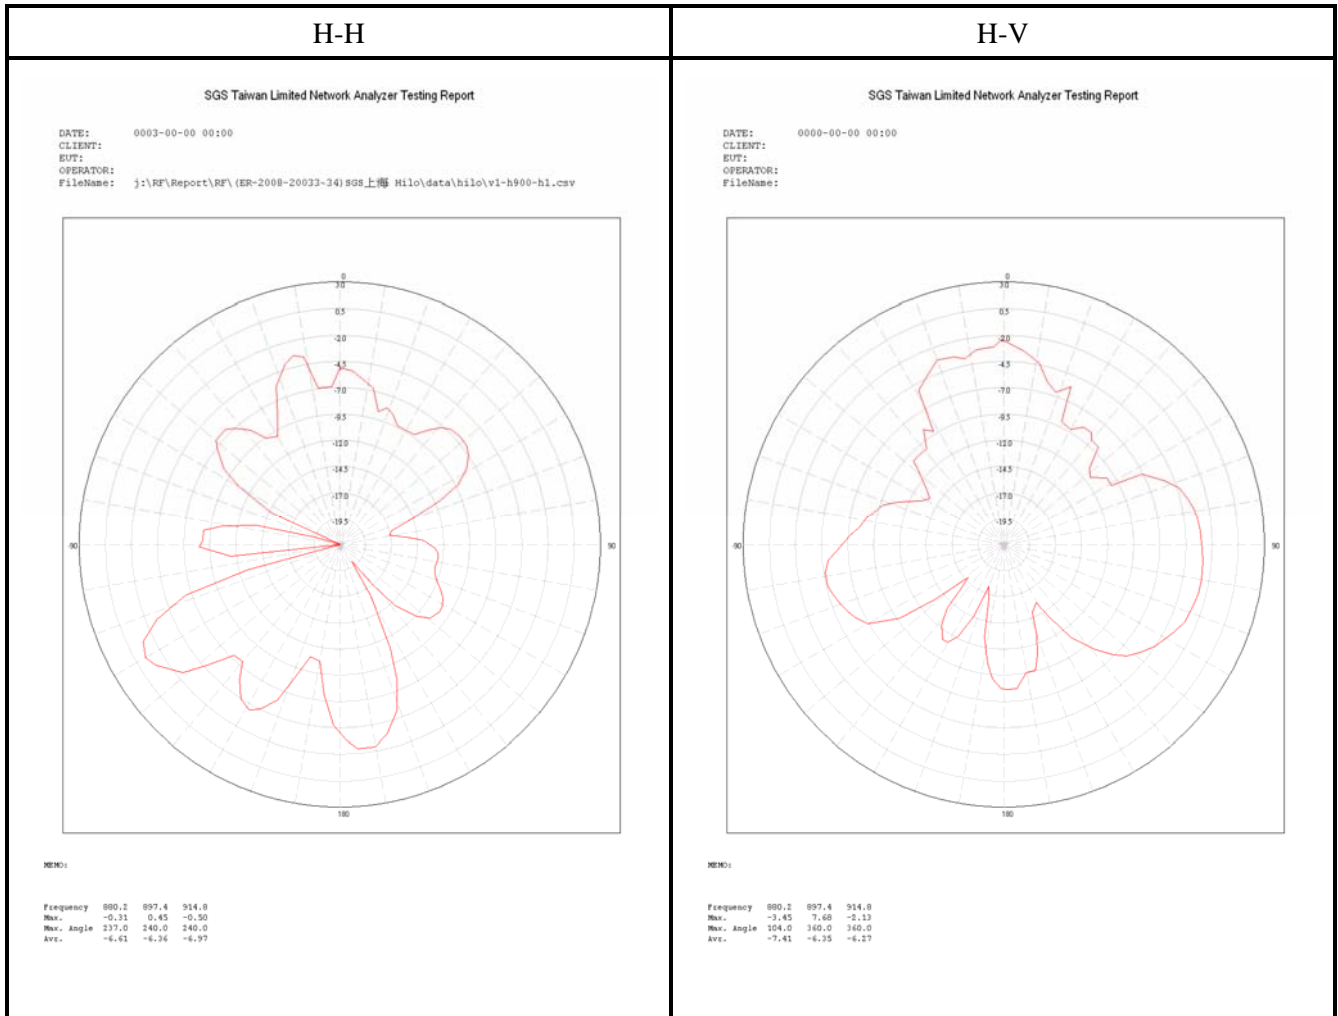 H-H
H-V
SGS Taiwan Limited Network Analyzer Testing Report
DATE: 0003-00-00 00:00
CLIENT:
EUT:
OPERATOR:
FileName: j:\RF\Report\RF\(ER-2008-20033-34)SGS上海 Hilo\data\hilo\v1-h900-h1.csv
0
3.0
0.5
-2.0
-4.5
-7.0
-9.5
-12.0
-14.5
-17.0
-19.5
-90
90
180
MEMO:
Frequency 880.2 897.4 914.8
Max. -0.31 0.45 -0.50
Max. Angle 237.0 240.0 240.0
Avr. -6.61 -6.36 -6.97
SGS Taiwan Limited Network Analyzer Testing Report
DATE: 0000-00-00 00:00
CLIENT:
EUT:
OPERATOR:
FileName:
0
3.0
0.5
-2.0
-4.5
-7.0
-9.5
-12.0
-14.5
-17.0
-19.5
-90
90
180
MEMO:
Frequency 880.2 897.4 914.8
Max. -3.45 7.68 -2.13
Max. Angle 104.0 360.0 360.0
Avr. -7.41 -6.35 -6.27